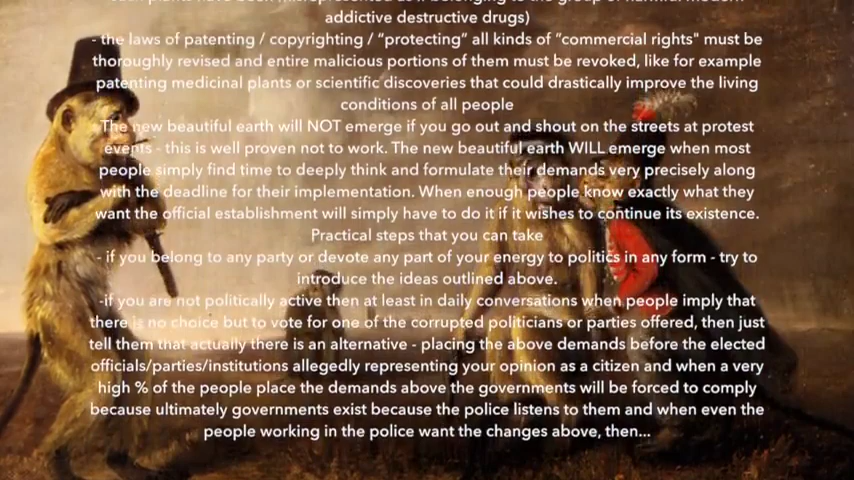 addictive destructive drugs)
- the laws of patenting / copyrighting / "protecting" all kinds of "commercial rights" must be
thoroughly revised and entire malicious portions of them must be revoked, like for example
patenting medicinal plants or scientific discoveries that could drastically improve the living
conditions of all people
The new beautiful earth will NOT emerge if you go out and shout on the streets at protest
events - this is well proven not to work. The new beautiful earth WILL emerge when most
people simply find time to deeply think and formulate their demands very precisely along
with the deadline for their implementation. When enough people know exactly what they
want the official establishment will simply have to do it if it wishes to continue its existence.
Practical steps that you can take
- if you belong to any party or devote any part of your energy to politics in any form - try to
introduce the ideas outlined above.
-if you are not politically active then at least in daily conversations when people imply that
there is no choice but to vote for one of the corrupted politicians or parties offered, then just
tell them that actually there is an alternative - placing the above demands before the elected
officials/parties/institutions allegedly representing your opinion as a citizen and when a very
high % of the people place the demands above the governments will be forced to comply
because ultimately governments exist because the police listens to them and when even the
people working in the police want the changes above, then...